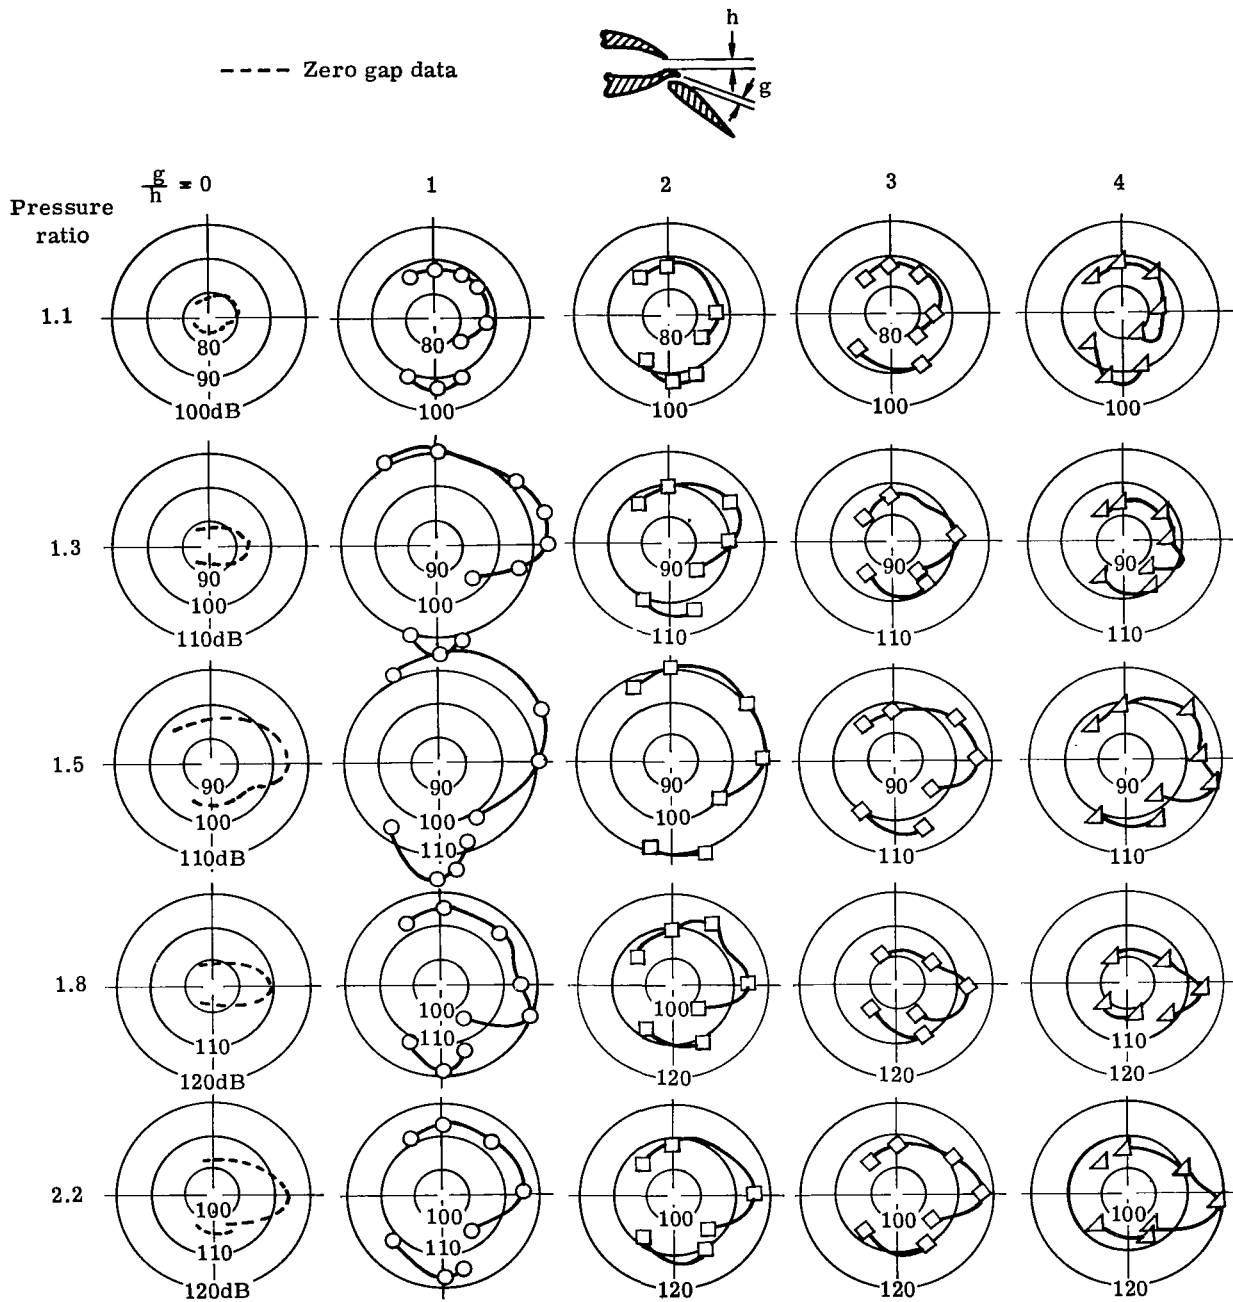 h
---- Zero gap data
g
g/h = 0 1 2 3 4
Pressure
ratio
1.1
80 80 80 80
90
100dB 100 100 100 100
1.3
90 90 90 90 90
100 100
110dB 110 110 110
1.5
90 90 90 90 90
100 100 100
110dB 110 110 110
1.8
100 100
110 110 110
120dB 120 120 120
2.2
100 100 100 100 100
110 110
120dB 120 120 120